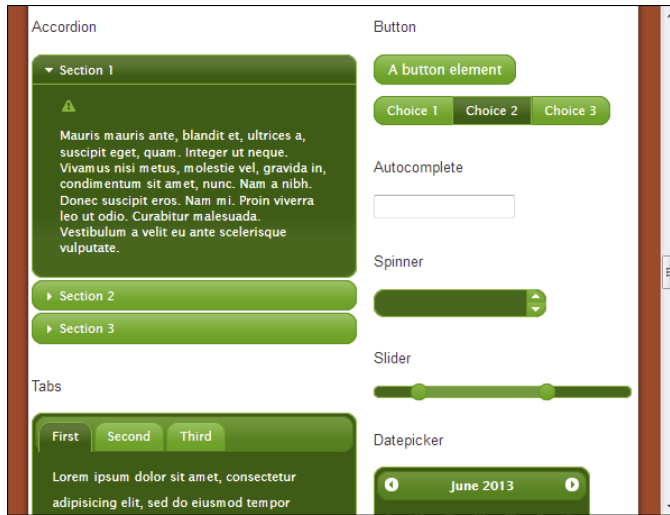 Accordion
Section 1
Mauris mauris ante, blandit et, ultrices a,
suscipit eget, quam. Integer ut neque.
Vivamus nisi metus, molestie vel, gravida in,
condimentum sit amet, nunc. Nam a nibh.
Donec suscipit eros. Nam mi. Proin viverra
leo ut odio. Curabitur malesuada.
Vestibulum a velit eu ante scelerisque
vulputate.
Section 2
Section 3
Tabs
First Second Third
Lorem ipsum dolor sit amet, consectetur
adipisicing elit, sed do eiusmod tempor
Button
A button element
Choice 1 Choice 2 Choice 3
Autocomplete
Spinner
Slider
Datepicker
June 2013